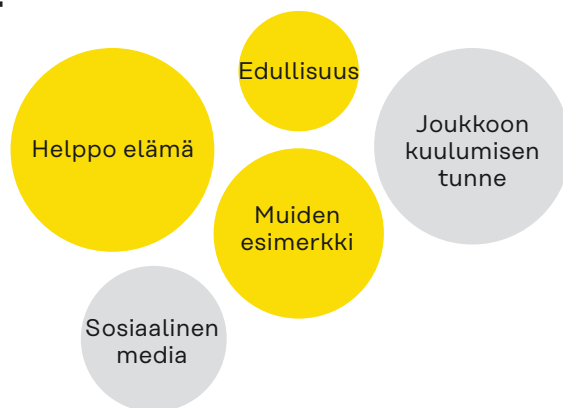 Edullisuus
Helppo elämä
Joukkoon
kuulumisen
tunne
Muiden
esimerkki
Sosiaalinen
media